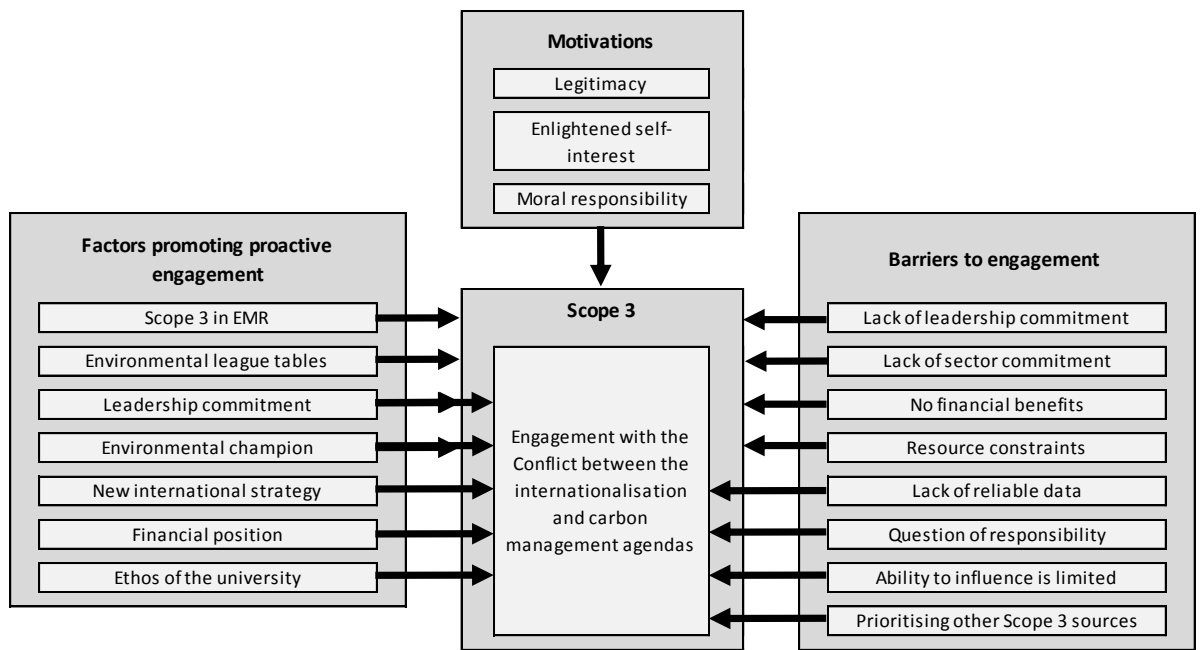 Motivations
Legitimacy
Enlightened self-
interest
Moral responsibility
Factors promoting proactive
engagement
Scope 3 in EMR
Environmental league tables
Leadership commitment
Environmental champion
New international strategy
Financial position
Ethos of the university
Scope 3
Engagement with the
Conflict between the
internationalisation
and carbon
management agendas
Barriers to engagement
Lack of leadership commitment
Lack of sector commitment
No financial benefits
Resource constraints
Lack of reliable data
Question of responsibility
Ability to influence is limited
Prioritising other Scope 3 sources